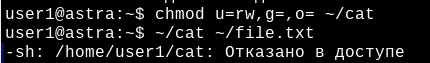 user1@astra:~$ chmod u=rw,g=,o= ~/cat
user1@astra:~$ ~/cat ~/file.txt
-sh: /home/user1/cat: Отказано в доступе